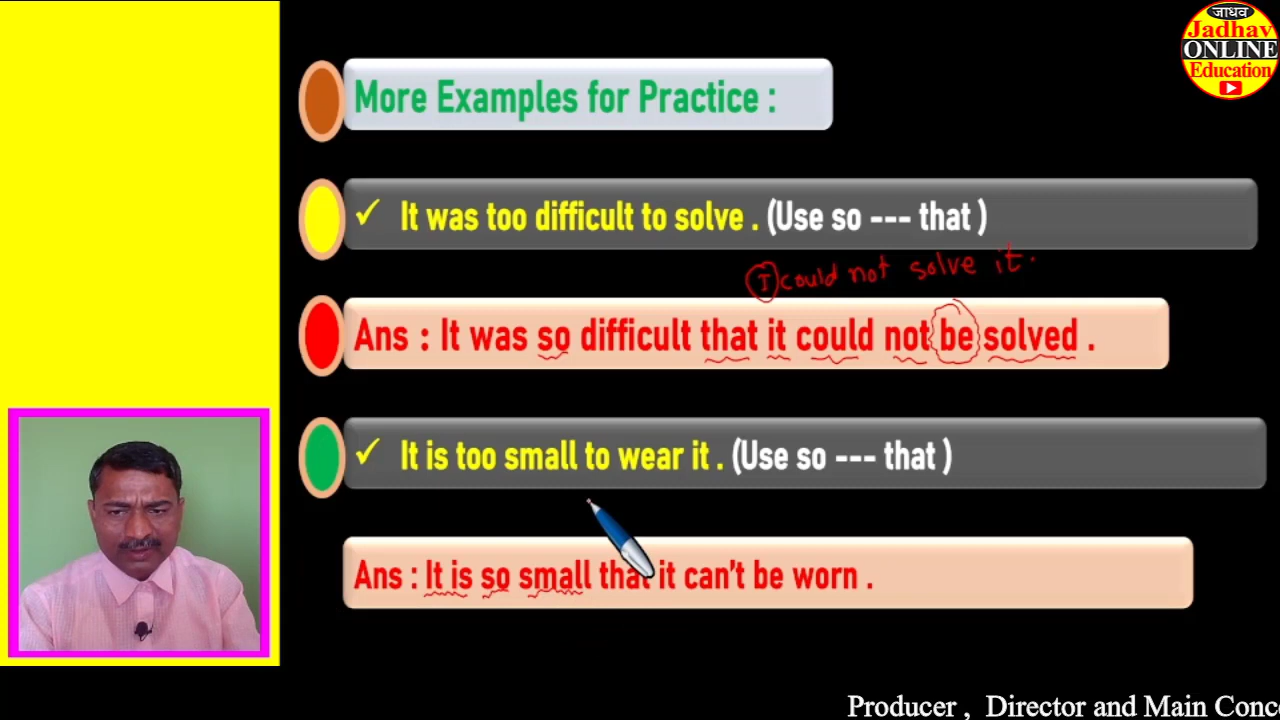 जाधव
Jadhav
ONLINE
Education
More Examples for Practice :
✓ It was too difficult to solve . (Use so --- that )
I could not solve it.
Ans : It was so difficult that it could not be solved .
✓ It is too small to wear it . (Use so --- that )
Ans : It is so small that it can't be worn .
Producer , Director and Main Conc